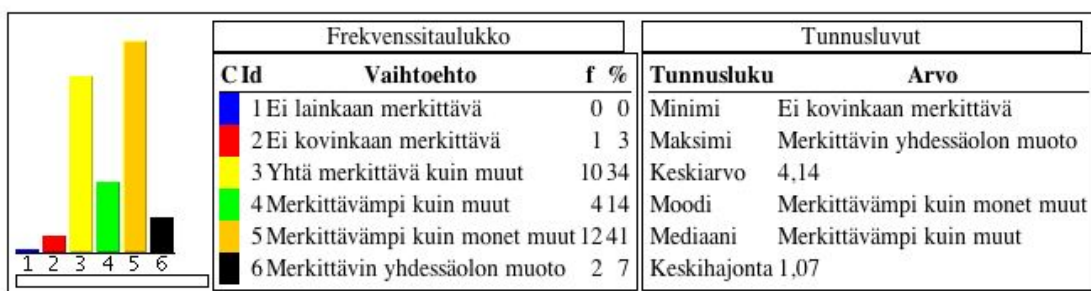 Frekvenssitaulukko
C Id Vaihtoehto f %
1 Ei lainkaan merkittävä 0 0
2 Ei kovinkaan merkittävä 1 3
3 Yhtä merkittävä kuin muut 10 34
4 Merkittävämpi kuin muut 4 14
5 Merkittävämpi kuin monet muut 12 41
6 Merkittävin yhdessäolon muoto 2 7
Tunnusluvut
Tunnusluku Arvo
Minimi Ei kovinkaan merkittävä
Maksimi Merkittävin yhdessäolon muoto
Keskiarvo 4,14
Moodi Merkittävämpi kuin monet muut
Mediaani Merkittävämpi kuin muut
Keskihajonta 1,07
1 2 3 4 5 6